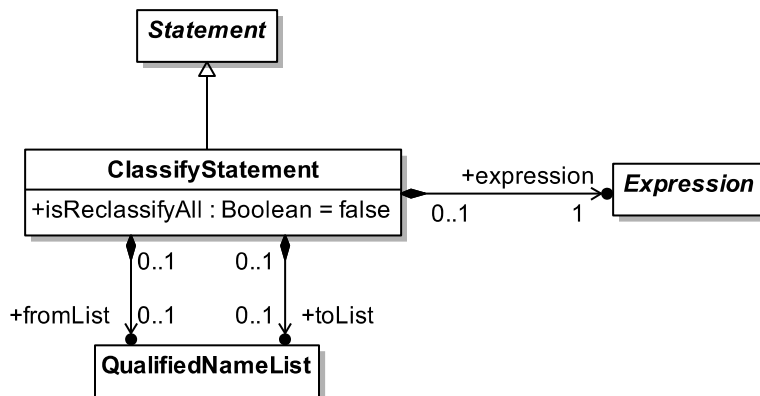 Statement
ClassifyStatement
+isReclassifyAll : Boolean = false
+expression
0..1
1
Expression
0..1
0..1
+fromList
0..1
0..1
+toList
QualifiedNameList